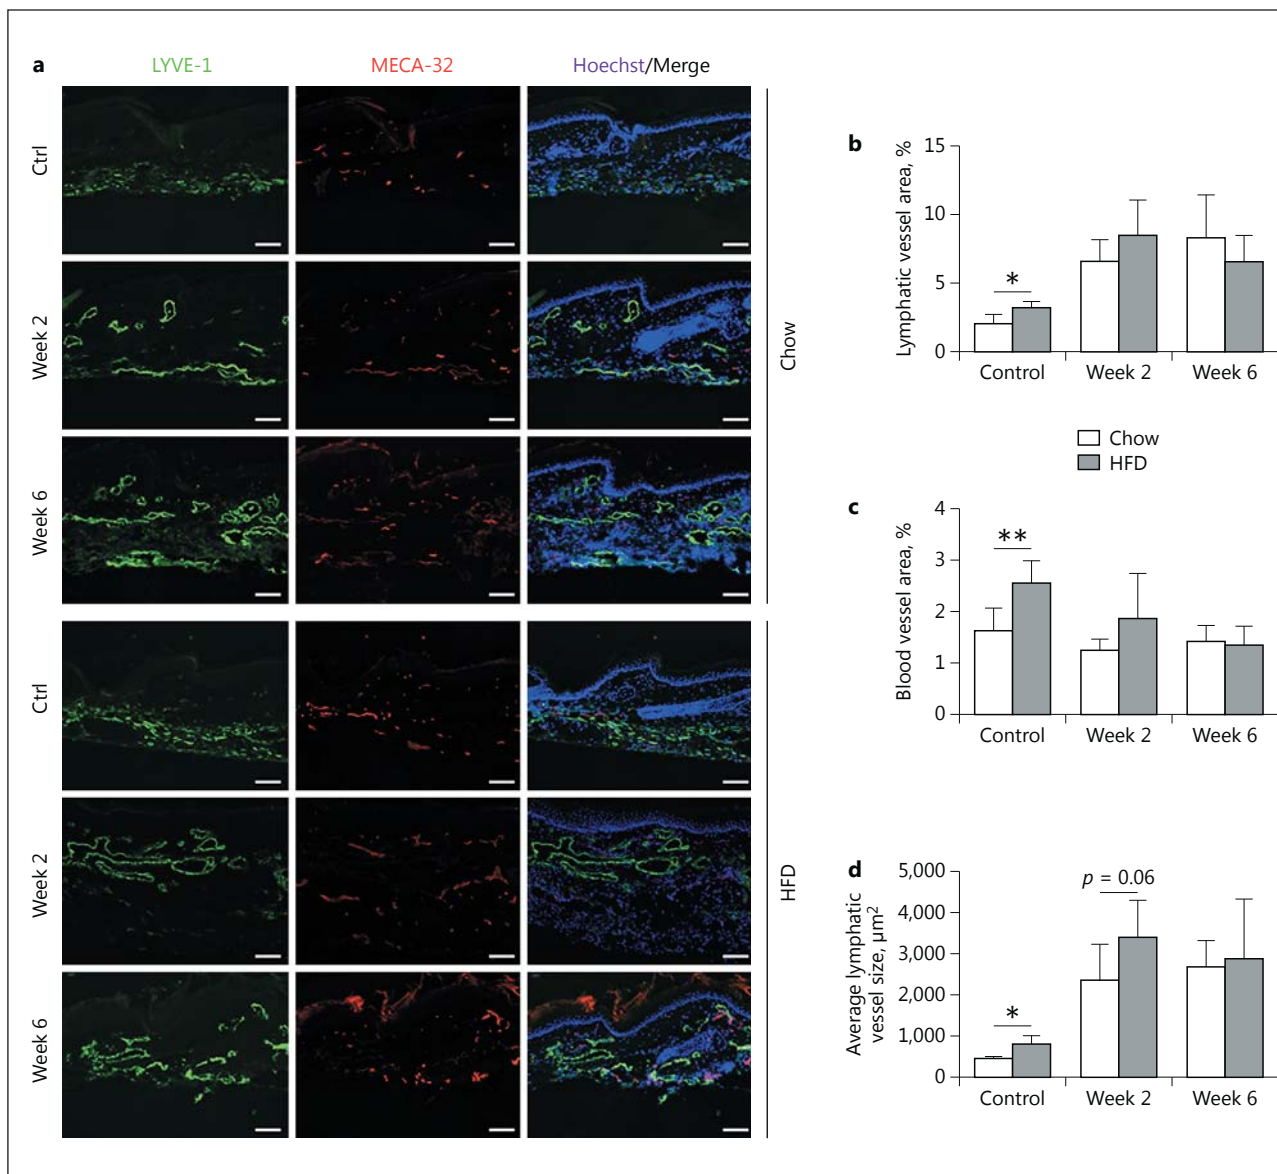 a
LYVE-1
MECA-32
Hoechst/Merge
Ctrl
Week 2
Week 6
Chow
Ctrl
Week 2
Week 6
HFD
b
Lymphatic vessel area, %
15
10
5
0
*
Control
Week 2
Week 6
Chow
HFD
c
Blood vessel area, %
4
3
2
1
0
**
Control
Week 2
Week 6
d
Average lymphatic
vessel size, μm²
5,000
4,000
3,000
2,000
1,000
0
*
p = 0.06
Control
Week 2
Week 6